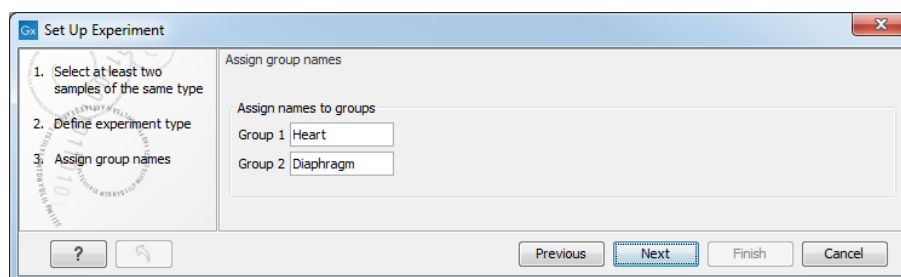 Gx Set Up Experiment
1. Select at least two
samples of the same type
2. Define experiment type
3. Assign group names
Assign group names
Assign names to groups
Group 1 Heart
Group 2 Diaphragm
? Previous Next Finish Cancel